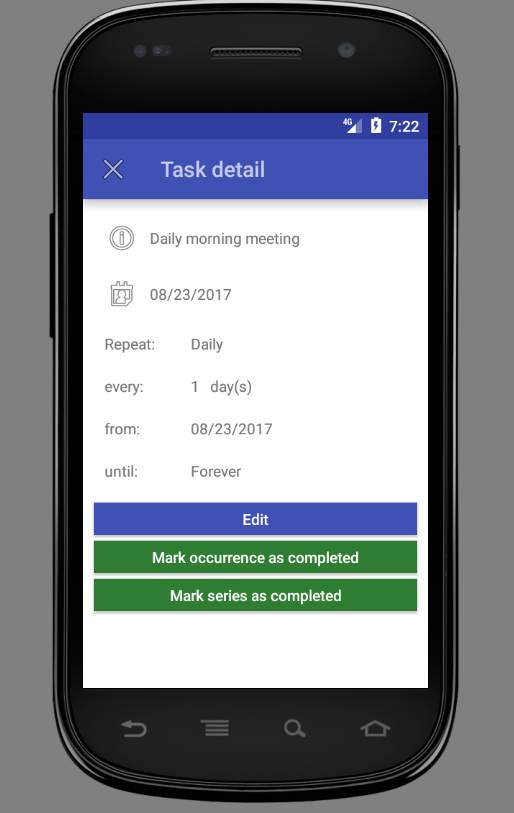 4G 7:22
Task detail
Daily morning meeting
08/23/2017
Repeat: Daily
every: 1 day(s)
from: 08/23/2017
until: Forever
Edit
Mark occurrence as completed
Mark series as completed